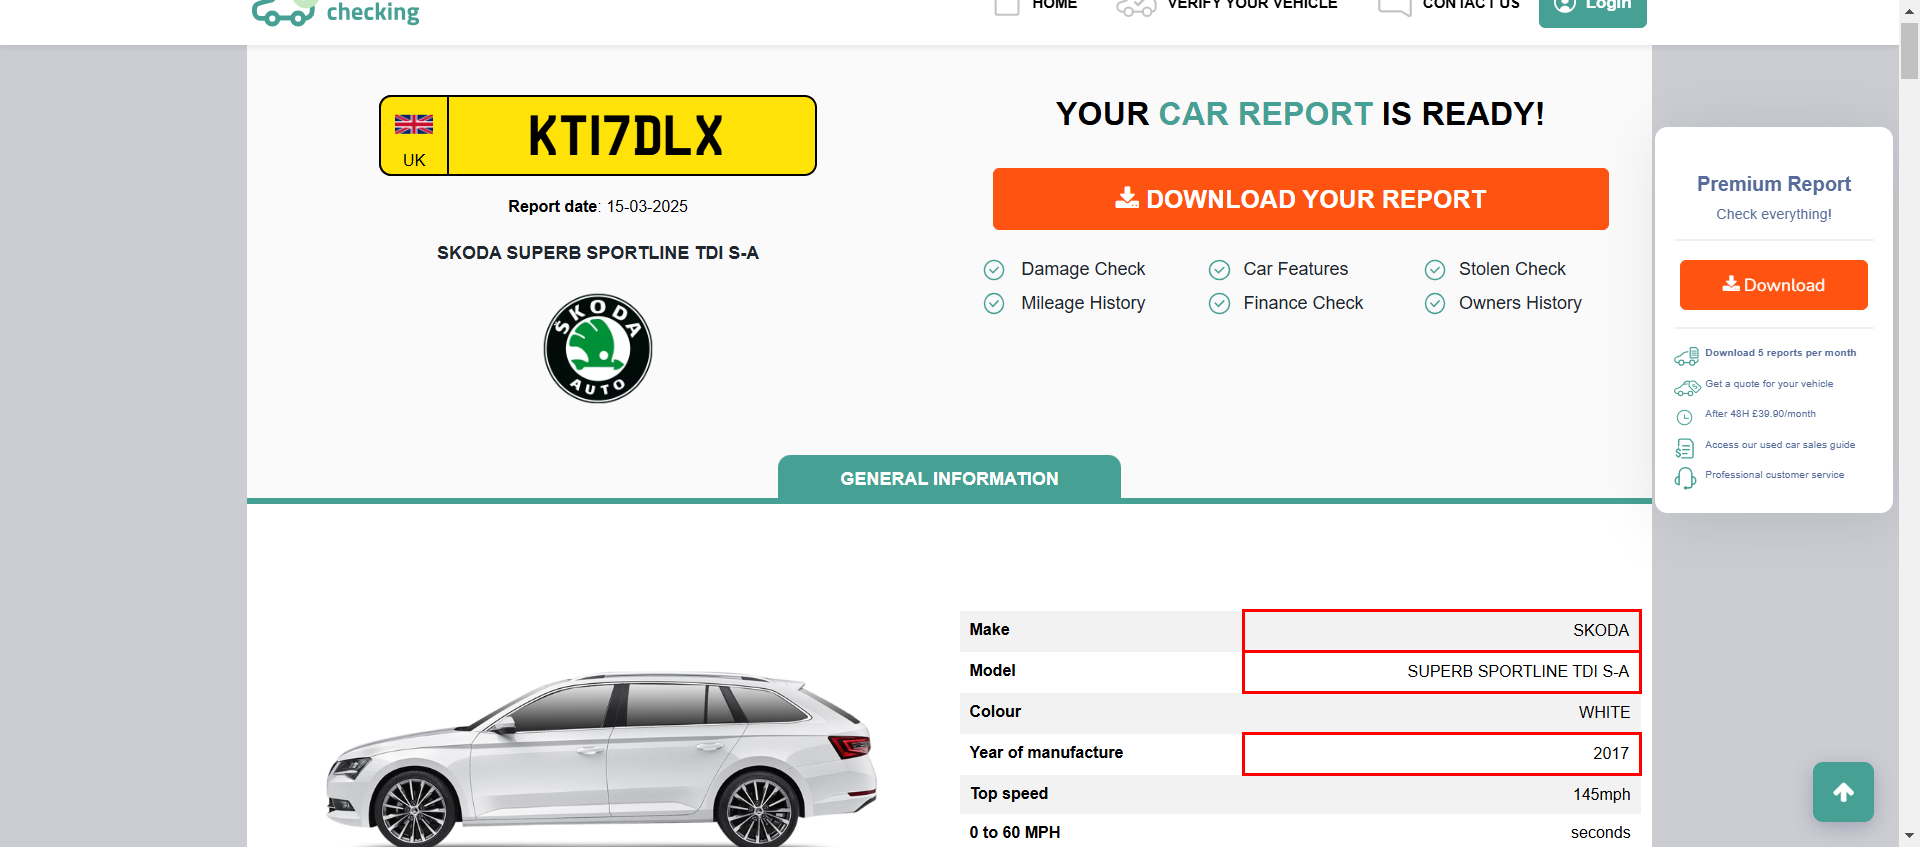 checking
HOME
VERIFY YOUR VEHICLE
CONTACT US
Login
UK
KT17DLX
Report date: 15-03-2025
SKODA SUPERB SPORTLINE TDI S-A
ŠKODA
AUTO
YOUR CAR REPORT IS READY!
DOWNLOAD YOUR REPORT
Damage Check
Car Features
Stolen Check
Mileage History
Finance Check
Owners History
Premium Report
Check everything!
Download
Download 5 reports per month
Get a quote for your vehicle
After 48H £39.90/month
Access our used car sales guide
Professional customer service
GENERAL INFORMATION
Make SKODA
Model SUPERB SPORTLINE TDI S-A
Colour WHITE
Year of manufacture 2017
Top speed 145mph
0 to 60 MPH seconds